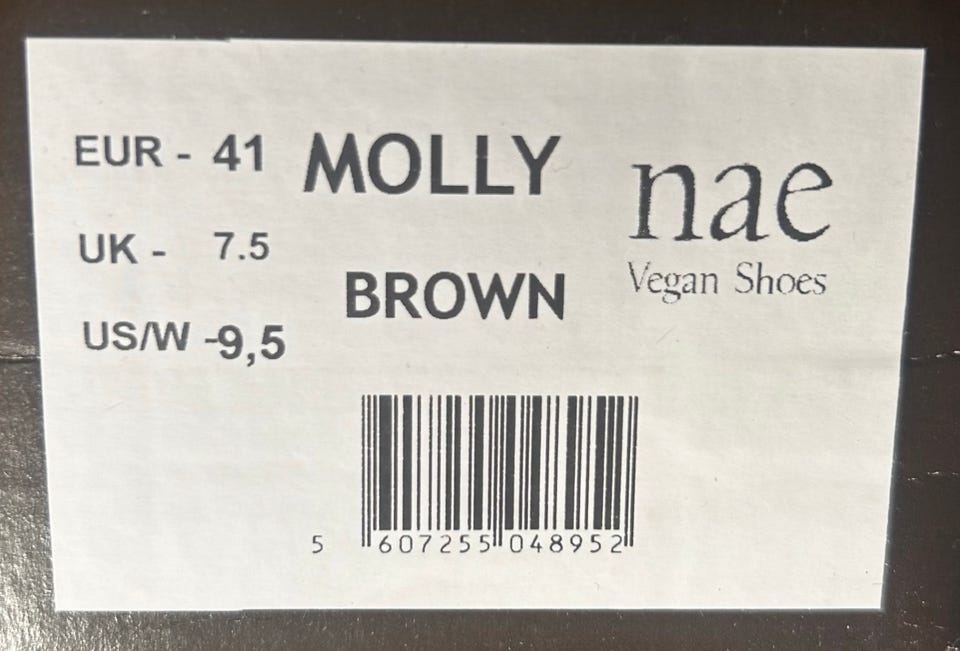 EUR - 41
UK - 7.5
US/W -9,5
MOLLY
BROWN
nae
Vegan Shoes
5 607255 048952